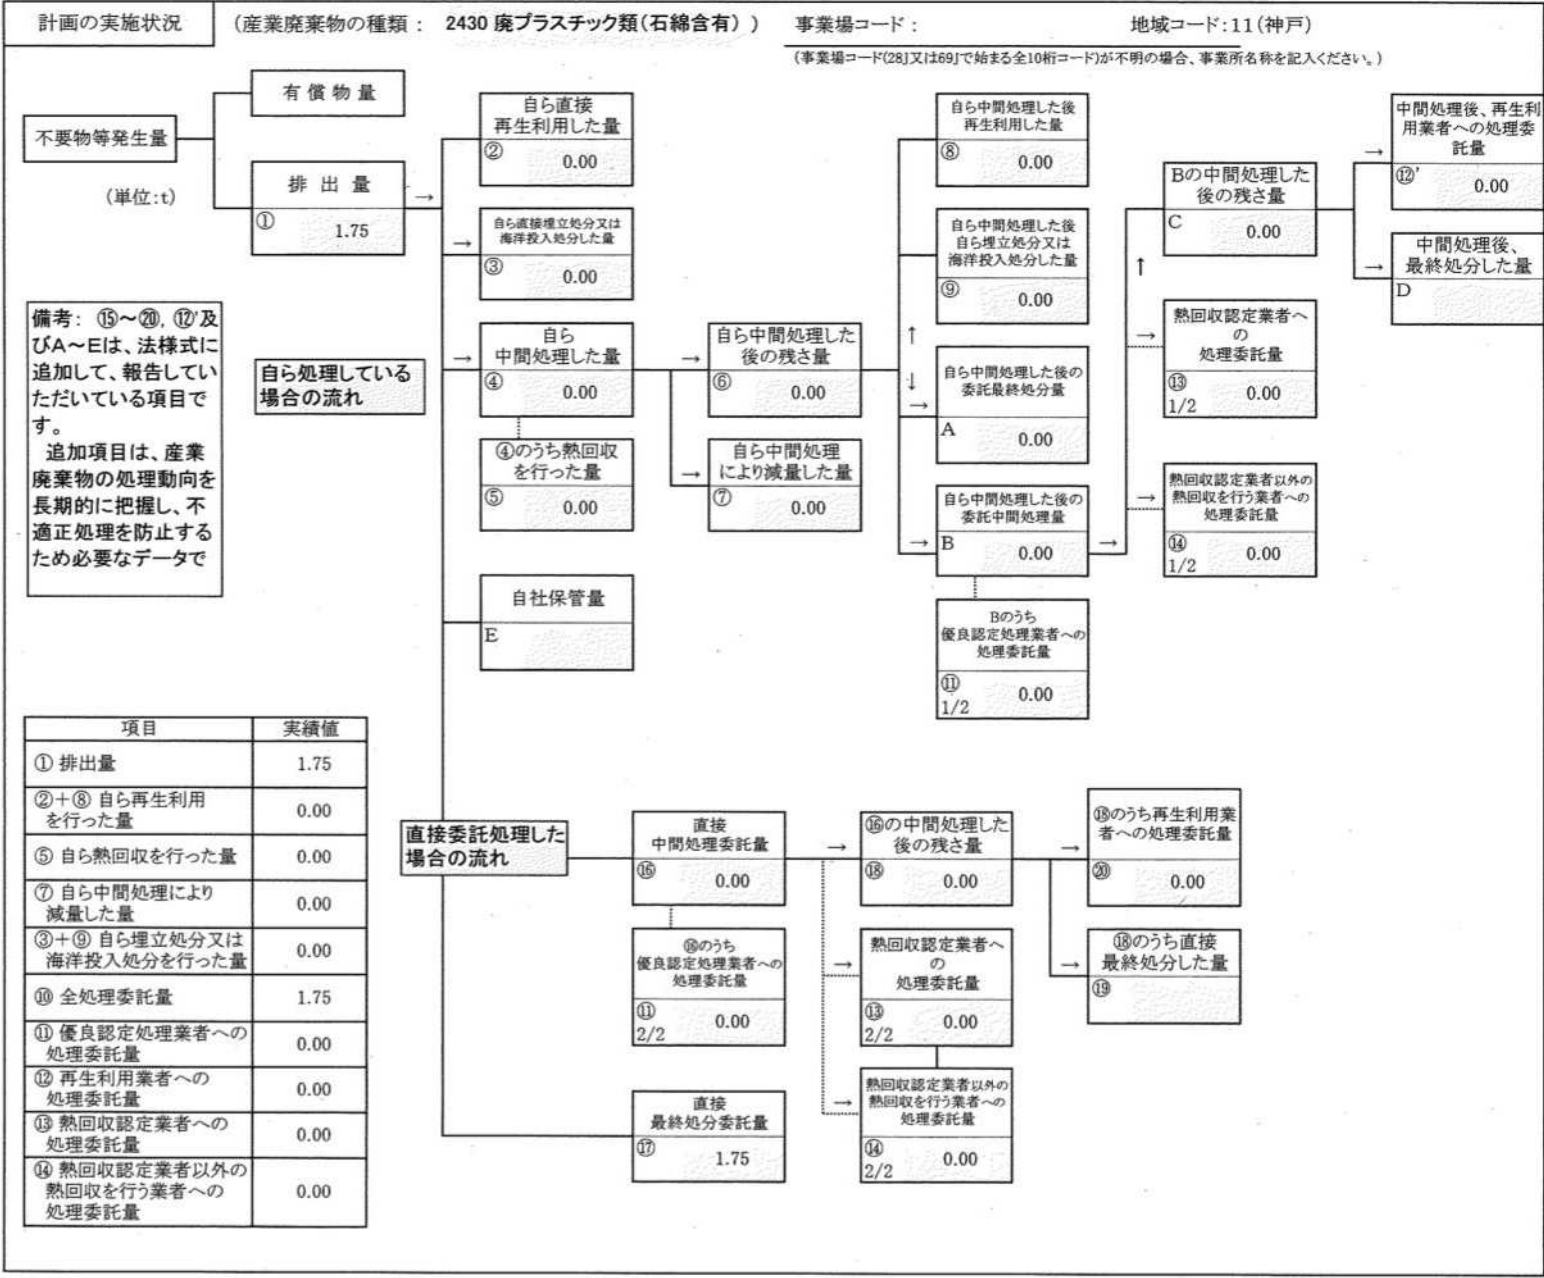 計画の実施状況
(産業廃棄物の種類： 2430 廃プラスチック類(石綿含有) )
事業場コード：
地域コード:11(神戸)
(事業場コード(28｣又は69｣で始まる全10桁コード)が不明の場合、事業所名称を記入ください。)
不要物等発生量
(単位:t)
有償物量
排出量
→
①
1.75
備考： ⑮～⑳, ⑫'及
びA～Eは、法様式に
追加して、報告してい
ただいている項目で
す。
追加項目は、産業
廃棄物の処理動向を
長期的に把握し、不
適正処理を防止する
ため必要なデータで
自ら処理している
場合の流れ
自ら直接
再生利用した量
②
0.00
→
自ら直接埋立処分又は
海洋投入処分した量
③
0.00
→
自ら
中間処理した量
④
0.00
④のうち熱回収
を行った量
⑤
0.00
自社保管量
E
→
自ら中間処理した
後の残さ量
⑥
0.00
→
自ら中間処理
により減量した量
⑦
0.00
自ら中間処理した後
再生利用した量
⑧
0.00
自ら中間処理した後
自ら埋立処分又は
海洋投入処分した量
⑨
0.00
↑
↓
→
自ら中間処理した後の
委託最終処分量
A
0.00
→
自ら中間処理した後の
委託中間処理量
B
0.00
→
Bのうち
優良認定処理業者への
処理委託量
⑪
1/2
0.00
Bの中間処理した
後の残さ量
C
0.00
↑
→
熱回収認定業者へ
の
処理委託量
⑬
1/2
0.00
→
熱回収認定業者以外の
熱回収を行う業者への
処理委託量
⑭
1/2
0.00
→
中間処理後、再生利
用業者への処理委
託量
⑫'
0.00
→
中間処理後、
最終処分した量
D
項目 実績値
① 排出量 1.75
②＋⑧ 自ら再生利用
を行った量
0.00
⑤ 自ら熱回収を行った量 0.00
⑦ 自ら中間処理により
減量した量
0.00
③＋⑨ 自ら埋立処分又は
海洋投入処分を行った量
0.00
⑩ 全処理委託量 1.75
⑪ 優良認定処理業者への
処理委託量
0.00
⑫ 再生利用業者への
処理委託量
0.00
⑬ 熱回収認定業者への
処理委託量
0.00
⑭ 熱回収認定業者以外の
熱回収を行う業者への
処理委託量
0.00
直接委託処理した
場合の流れ
直接
中間処理委託量
⑯
0.00
⑯のうち
優良認定処理業者への
処理委託量
⑪
2/2
0.00
直接
最終処分委託量
⑰
1.75
→
⑯の中間処理した
後の残さ量
⑱
0.00
→
熱回収認定業者へ
の
処理委託量
⑬
2/2
0.00
→
熱回収認定業者以外の
熱回収を行う業者への
処理委託量
⑭
2/2
0.00
→
⑱のうち再生利用業
者への処理委託量
⑳
0.00
→
⑱のうち直接
最終処分した量
⑲